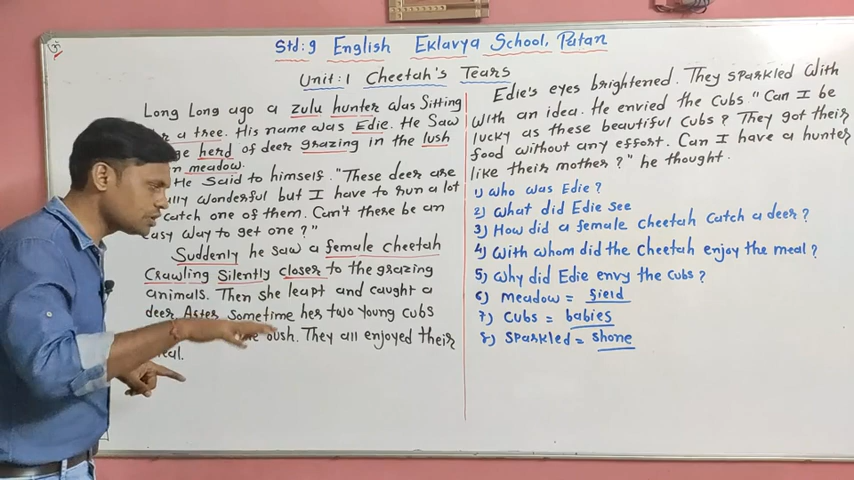 Std: 9 English Eklavya School, Patan
Unit: 1 Cheetah's Tears
Long Long ago a zulu hunter was Sitting
a tree. His name was Edie. He Saw
herd of deer grazing in the lush
meadow.
He Said to himself. "These deer are
wonderful but I have to run a lot
catch one of them. Can't there be an
easy way to get one?"
Suddenly he saw a female cheetah
Crawling Silently closer to the grazing
animals. Then she leapt and caught a
deer. After Sometime her two young cubs
They all enjoyed their
Edie's eyes brightened. They sparkled with
with an idea. He envied the cubs "Can I be
lucky as these beautiful cubs? They got their
food without any effort. Can I have a hunter
like their mother?" he thought.
1) Who was Edie?
2) What did Edie see
3) How did a female cheetah catch a deer?
4) With whom did the cheetah enjoy the meal?
5) Why did Edie envy the cubs?
6) Meadow = field
7) Cubs = babies
8) Sparkled = Shone